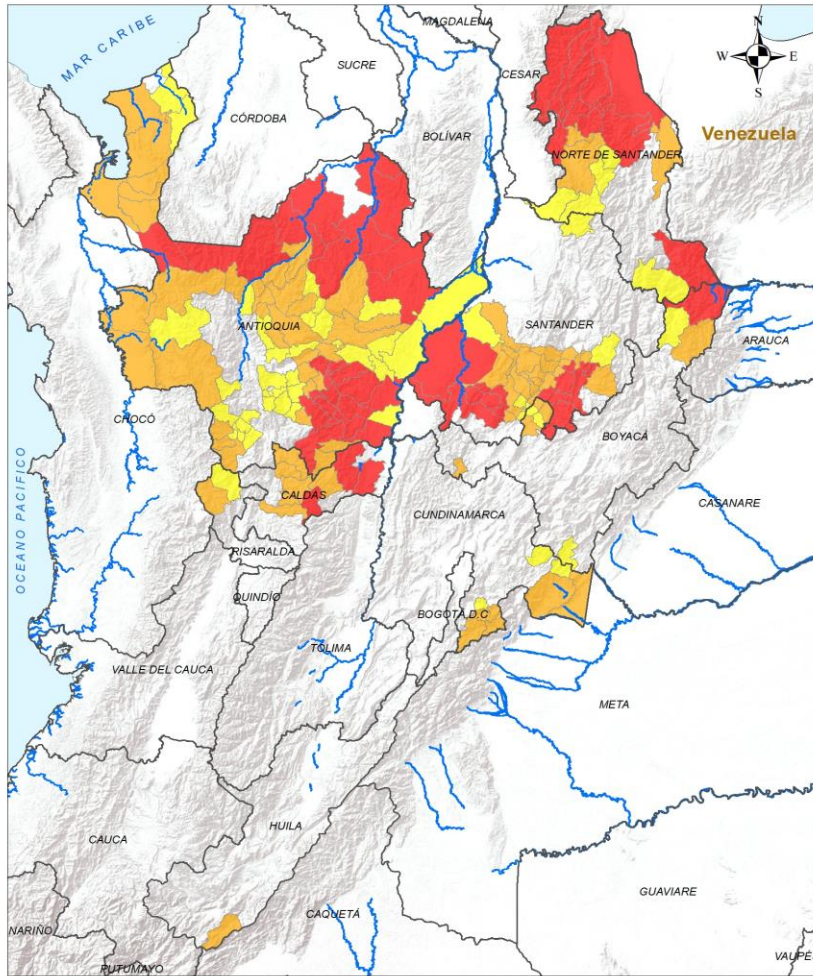 MAGDALENA
N
MAR CARIBE
SUCRE
CESAR
W
E
S
CÓRDOBA
BOLÍVAR
Venezuela
NORTE DE SANTANDER
ANTIOQUIA
SANTANDER
ARAUCA
CHOCÓ
BOYACÁ
CALDAS
CASANARE
CUNDINAMARCA
OCEANO PACIFICO
RISARALDA
QUINDÍO
BOGOTÁ D.C
TOLIMA
VALLE DEL CAUCA
META
HUILA
CAUCA
GUAVIARE
CAQUETÁ
NARIÑO
PUTUMAYO
VAUPÉS